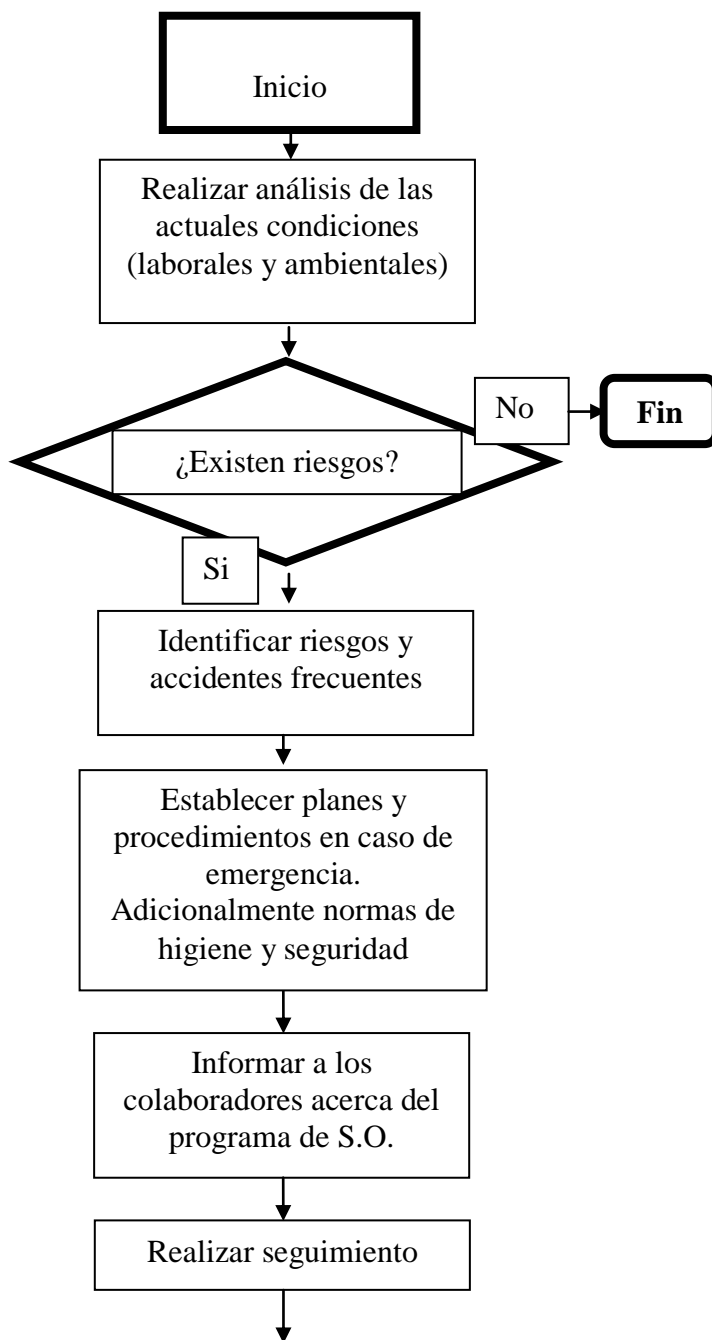 Inicio
Realizar análisis de las
actuales condiciones
(laborales y ambientales)
No
Fin
¿Existen riesgos?
Si
Identificar riesgos y
accidentes frecuentes
Establecer planes y
procedimientos en caso de
emergencia.
Adicionalmente normas de
higiene y seguridad
Informar a los
colaboradores acerca del
programa de S.O.
Realizar seguimiento